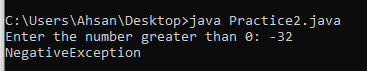 C:\Users\Ahsan\Desktop>java Practice2.java
Enter the number greater than 0: -32
NegativeException